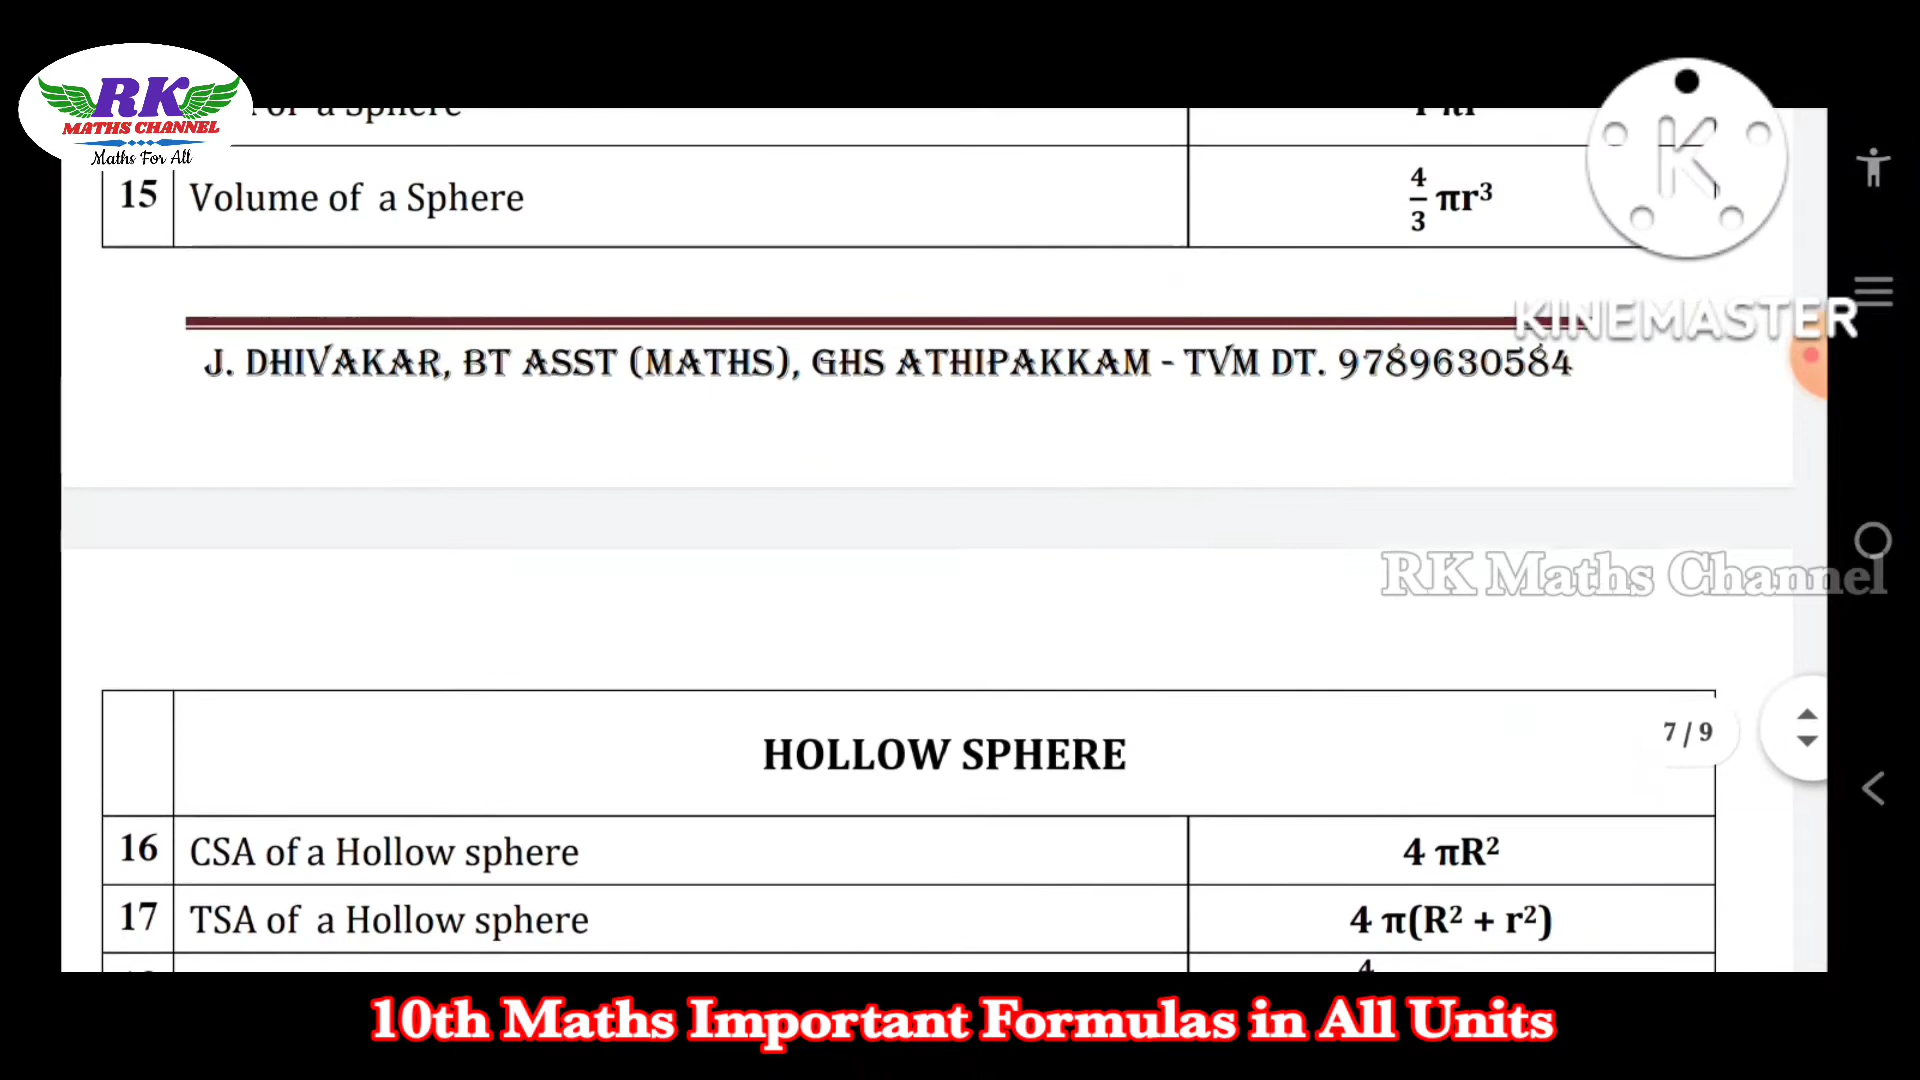 RK
MATHS CHANNEL
Maths For All
of a Sphere
15 Volume of a Sphere 4/3 πr³
KINEMASTER
J. DHIVAKAR, BT ASST (MATHS), GHS ATHIPAKKAM - TVM DT. 9789630584
RK Maths Channel
HOLLOW SPHERE
7 / 9
16 CSA of a Hollow sphere 4 πR²
17 TSA of a Hollow sphere 4 π(R² + r²)
10th Maths Important Formulas in All Units